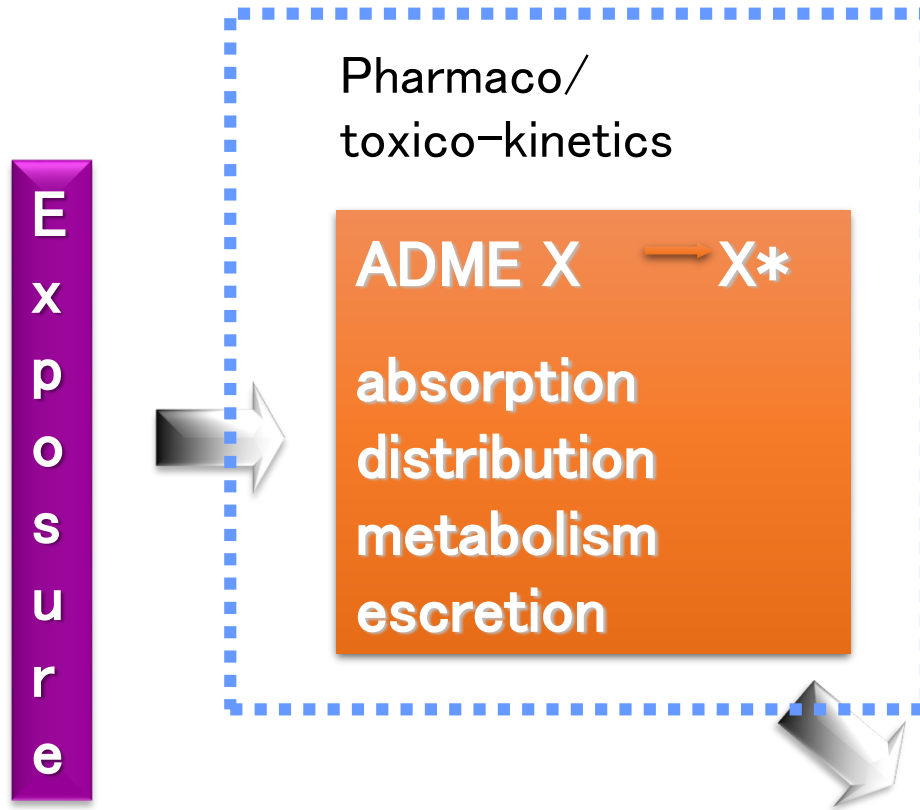 Exposure
Pharmaco/
toxico-kinetics
ADME X X*
absorption
distribution
metabolism
escretion